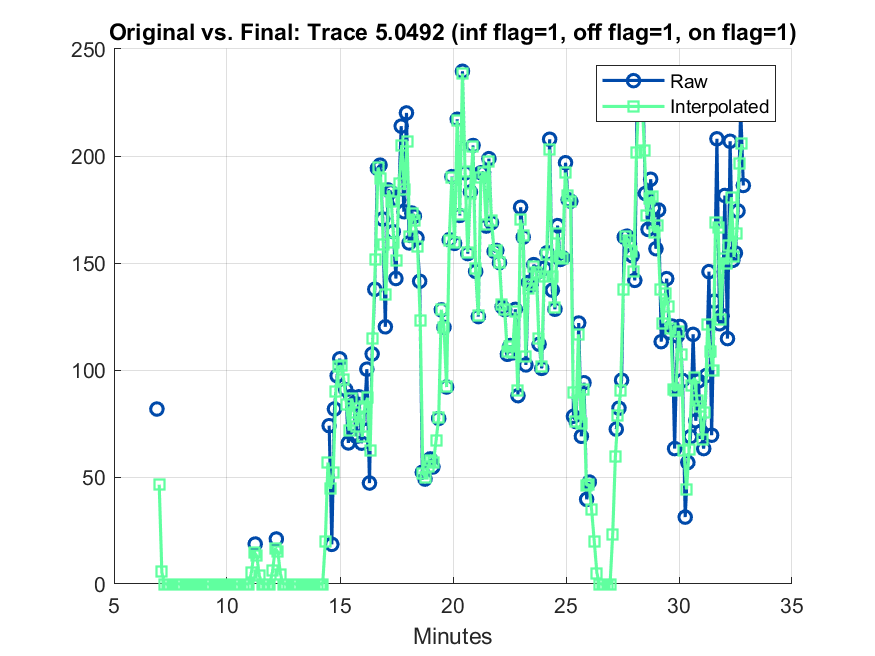 Original vs. Final: Trace 5.0492 (inf flag=1, off flag=1, on flag=1)
250
200
150
100
50
0
Raw
Interpolated
5 10 15 20 25 30 35
Minutes